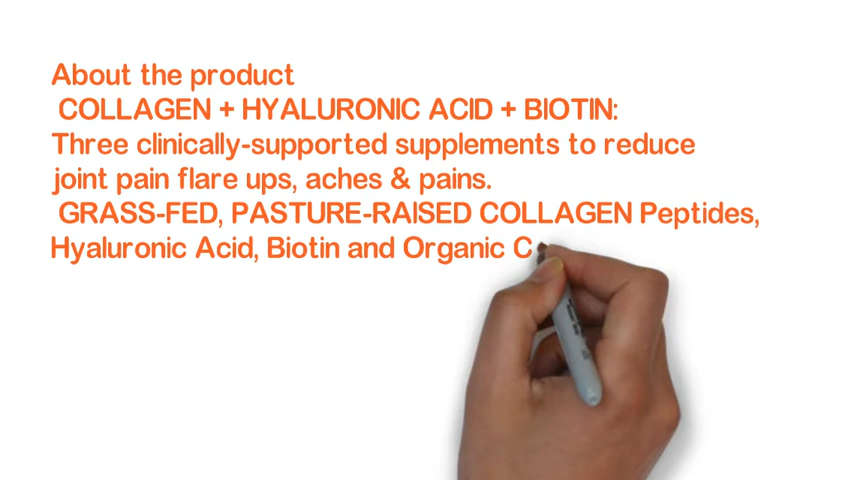 About the product
COLLAGEN + HYALURONIC ACID + BIOTIN:
Three clinically-supported supplements to reduce
joint pain flare ups, aches & pains.
GRASS-FED, PASTURE-RAISED COLLAGEN Peptides,
Hyaluronic Acid, Biotin and Organic C